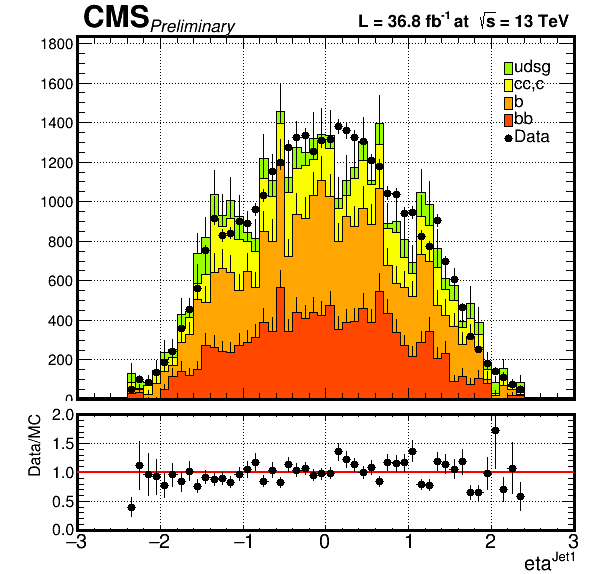 CMS Preliminary L = 36.8 fb⁻¹ at √s = 13 TeV
1800
1600
1400
1200
1000
800
600
400
200
0
udsg
cc,c
b
bb
Data
Data/MC
2.0
1.5
1.0
0.5
0.0
−3 −2 −1 0 1 2 3
eta^Jet1